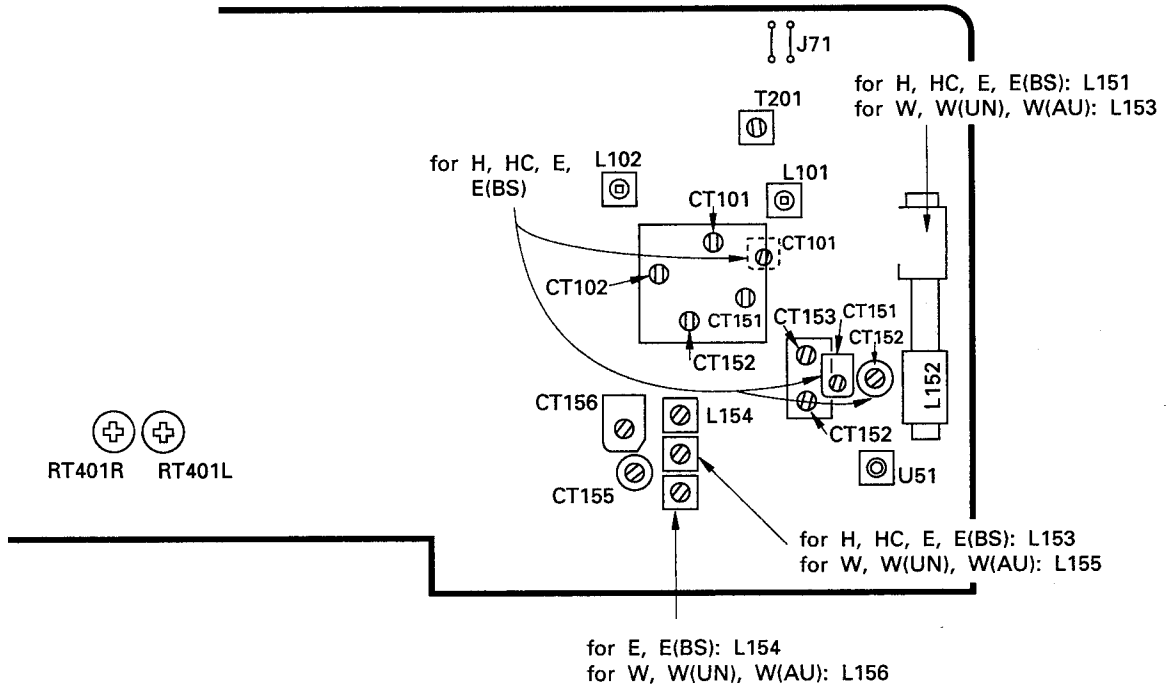 J71
for H, HC, E, E(BS): L151
for W, W(UN), W(AU): L153
T201
for H, HC, E,
E(BS)
L102
L101
CT101
CT101
CT102
CT151
CT153
CT151
CT152
CT152
L152
CT156
L154
CT152
RT401R
RT401L
CT155
U51
for H, HC, E, E(BS): L153
for W, W(UN), W(AU): L155
for E, E(BS): L154
for W, W(UN), W(AU): L156